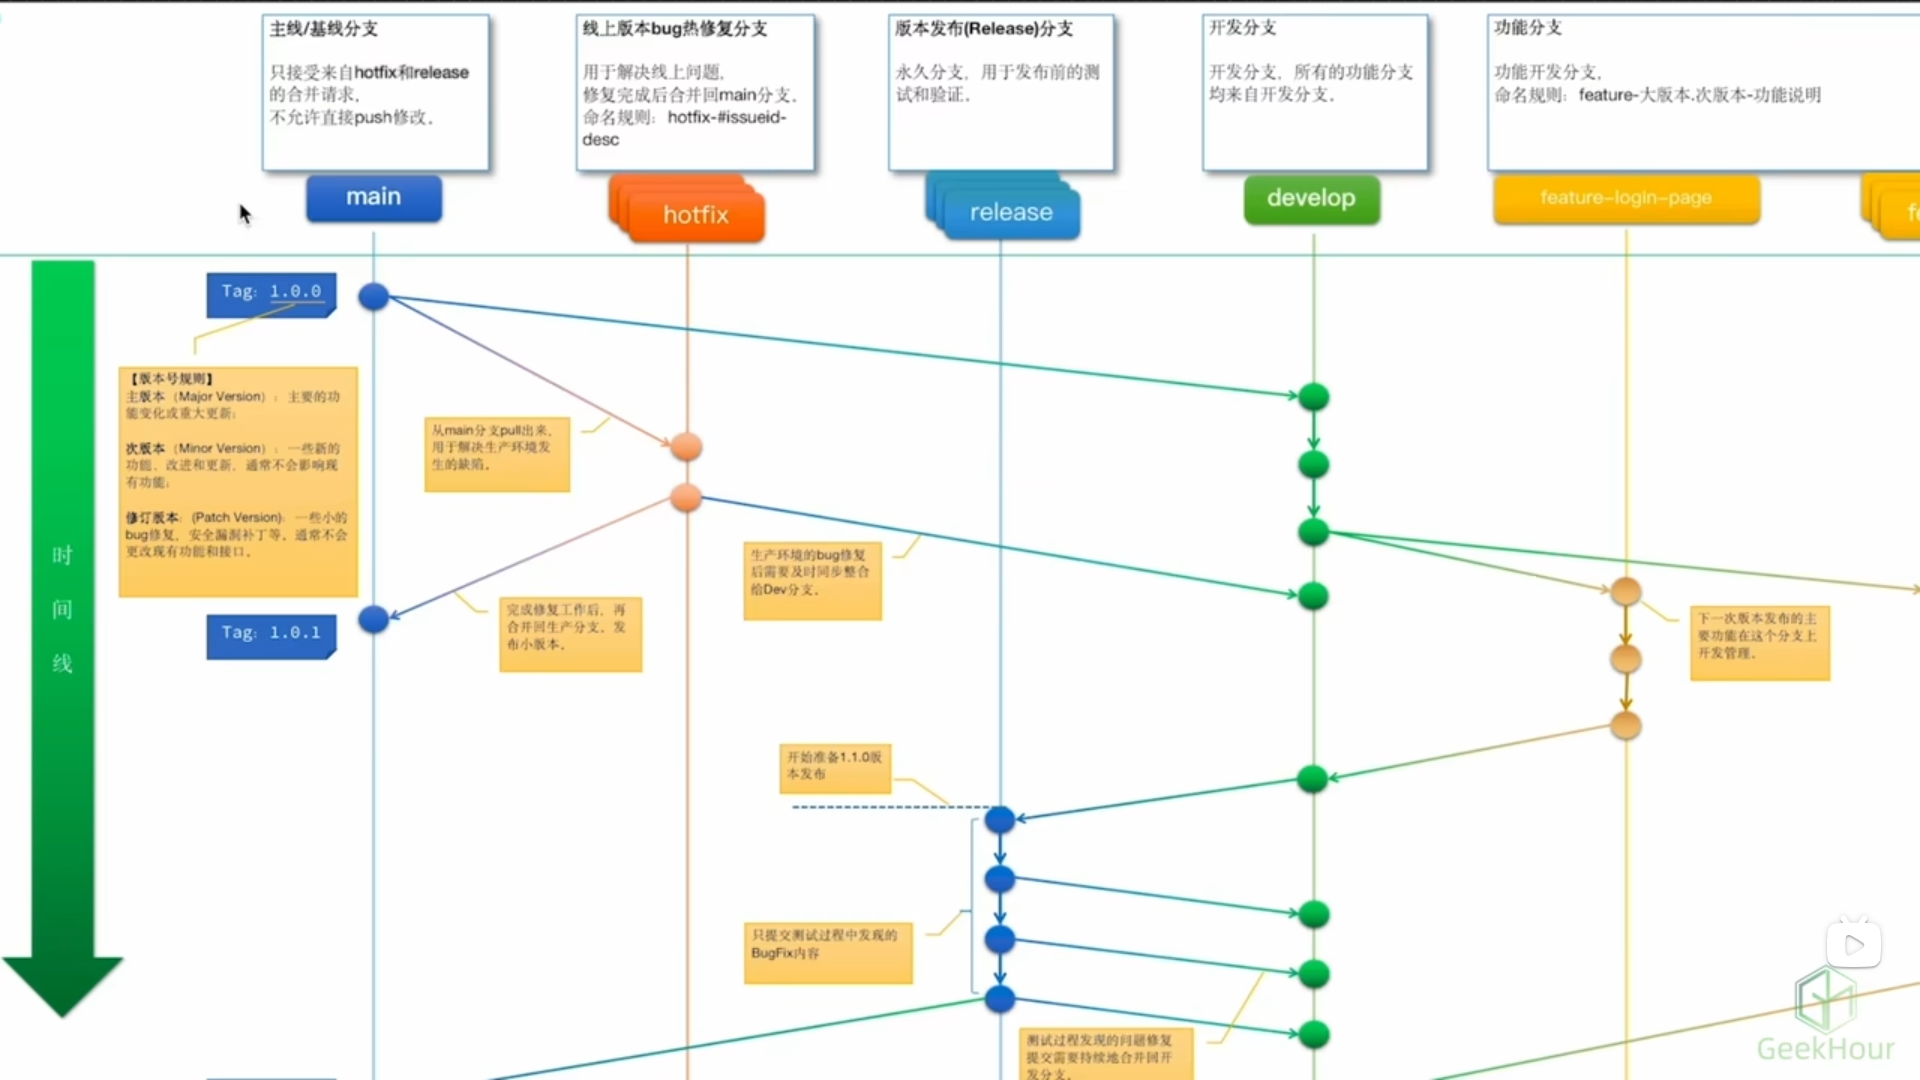 主线/基线分支
只接受来自hotfix和release
的合并请求，
不允许直接push修改。
线上版本bug热修复分支
用于解决线上问题，
修复完成后合并回main分支。
命名规则：hotfix-#issueid-
desc
版本发布(Release)分支
永久分支，用于发布前的测
试和验证。
开发分支
开发分支，所有的功能分支
均来自开发分支。
功能分支
功能开发分支，
命名规则：feature-大版本.次版本-功能说明
main
hotfix
release
develop
feature-login-page
时
间
线
Tag: 1.0.0
【版本号规则】
主版本（Major Version）：主要的功
能变化或重大更新；
次版本（Minor Version）：一些新的
功能、改进和更新，通常不会影响现
有功能；
修订版本：(Patch Version)：一些小的
bug修复，安全漏洞补丁等。通常不会
更改现有功能和接口。
从main分支pull出来，
用于解决生产环境发
生的缺陷。
生产环境的bug修复
后需要及时同步整合
给Dev分支。
完成修复工作后，再
合并回生产分支。发
布小版本。
Tag: 1.0.1
下一次版本发布的主
要功能在这个分支上
开发管理。
开始准备1.1.0版
本发布
只提交测试过程中发现的
BugFix内容
测试过程发现的问题修复
提交需要持续地合并回开
发分支。
GeekHour